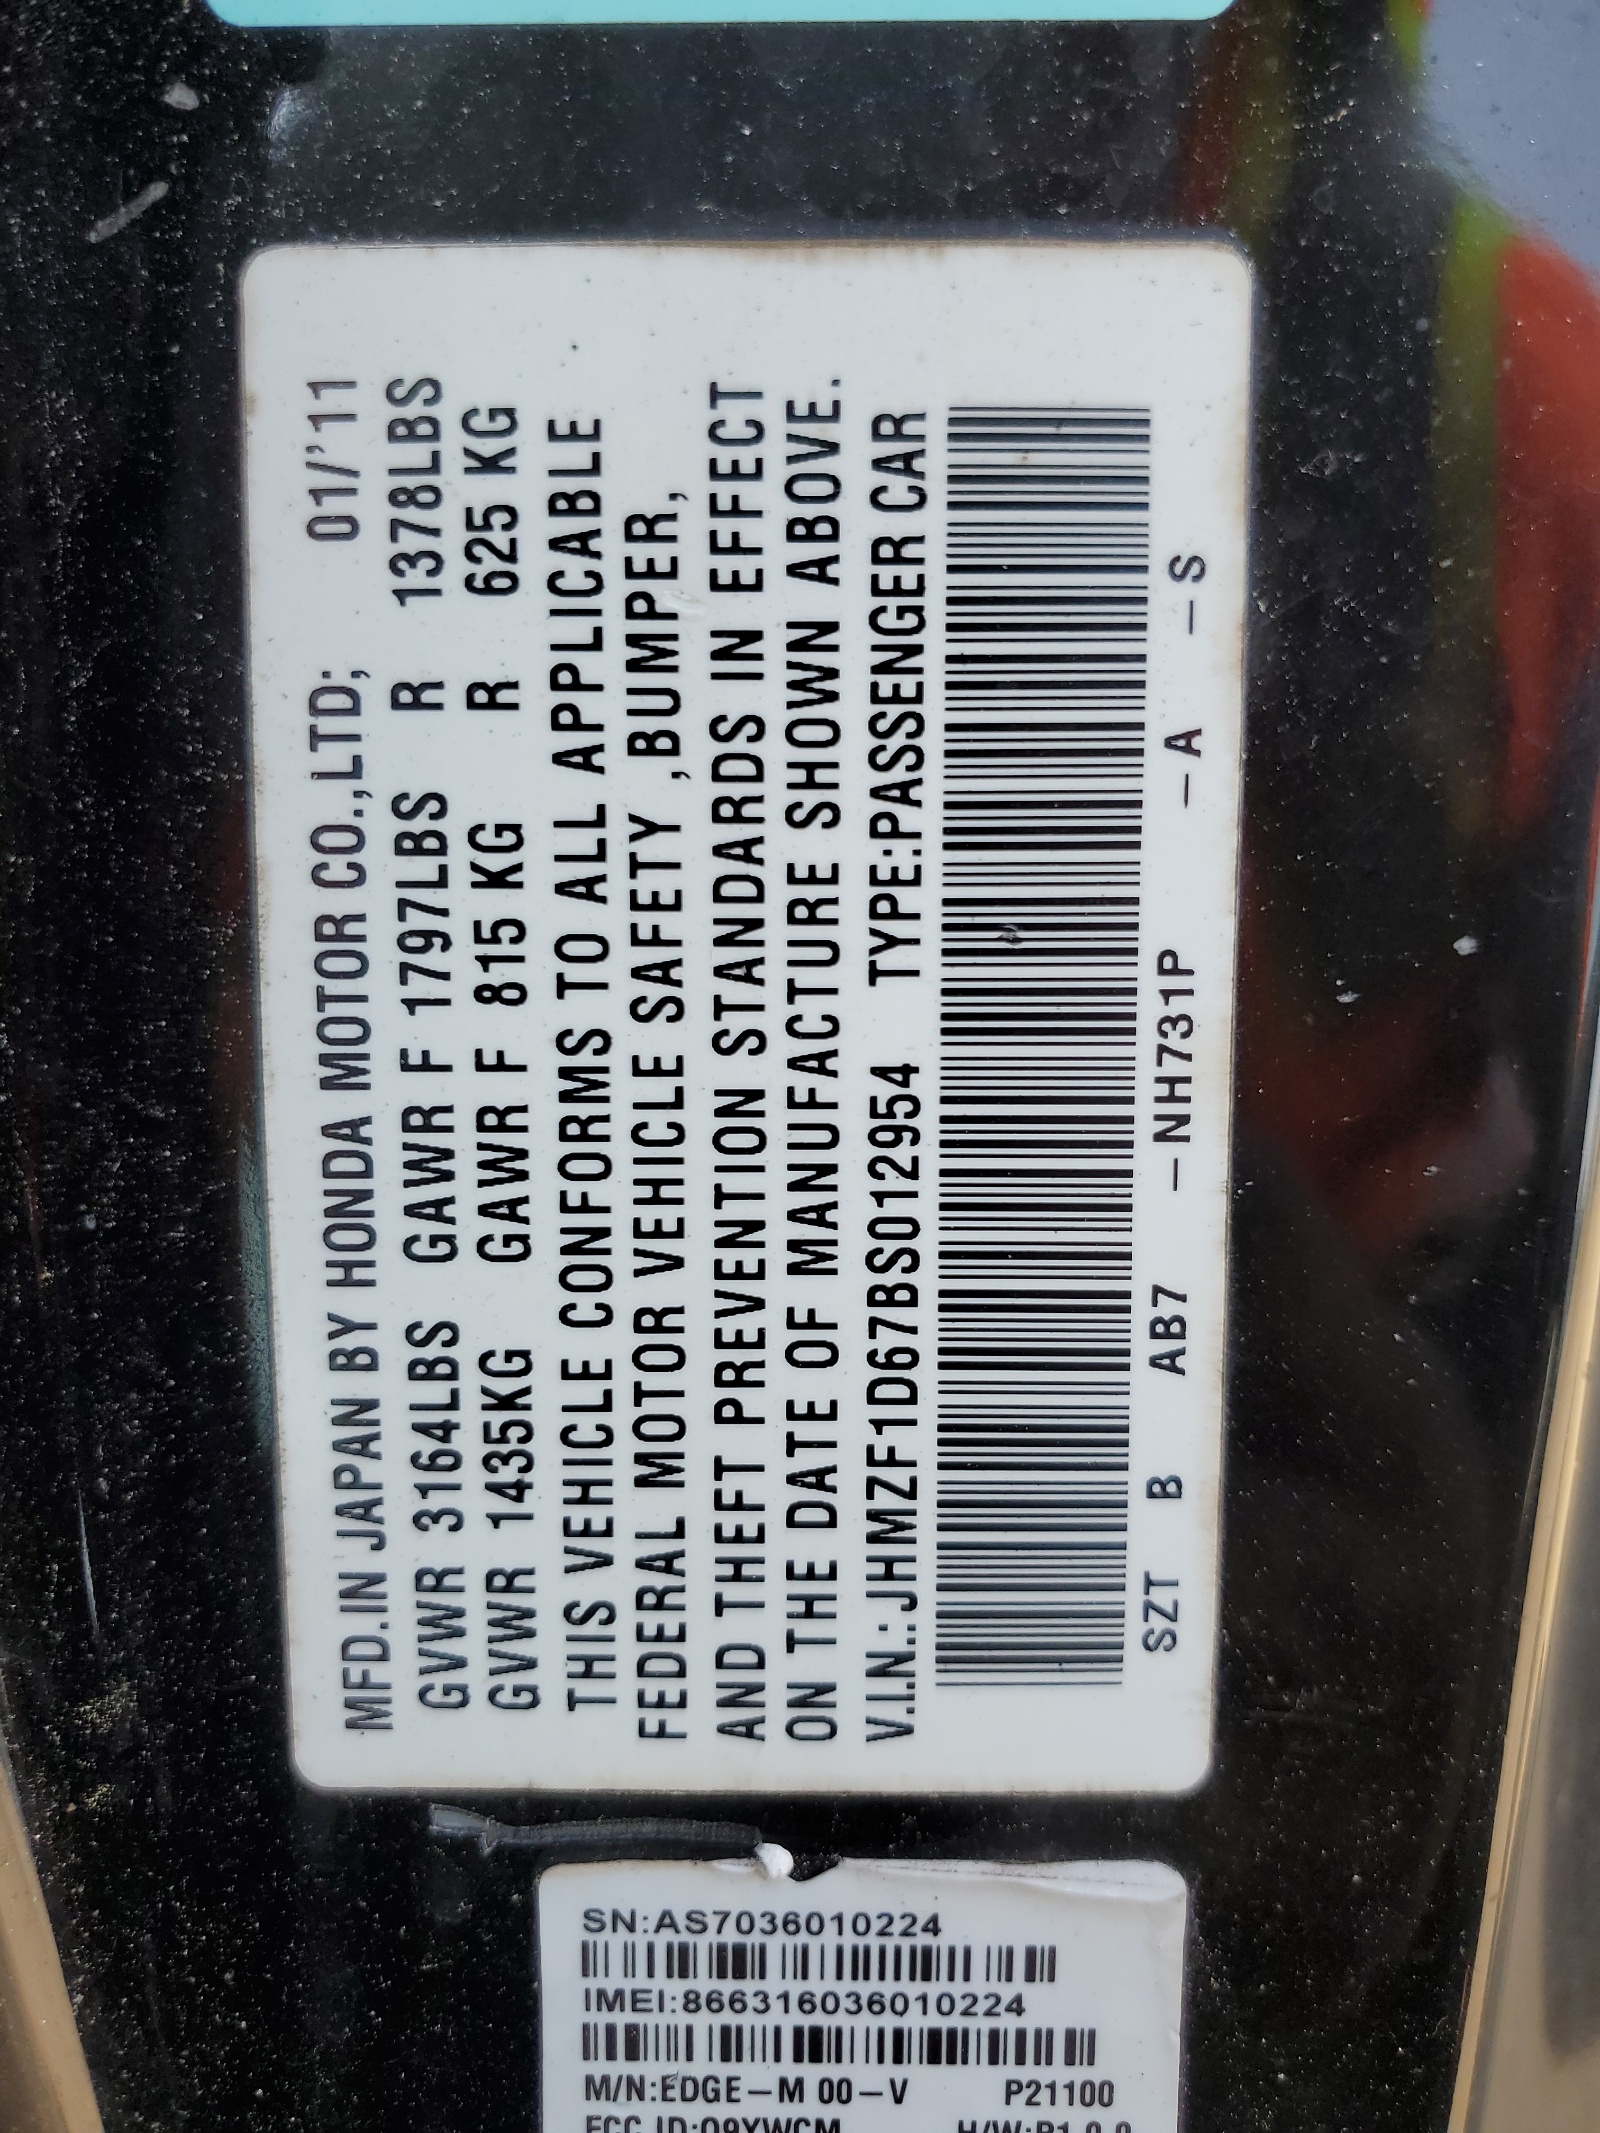 MFD.IN JAPAN BY HONDA MOTOR CO.,LTD; 01/'11
GVWR 3164LBS GAWR F 1797LBS R 1378LBS
GVWR 1435KG GAWR F 815 KG R 625 KG
THIS VEHICLE CONFORMS TO ALL APPLICABLE
FEDERAL MOTOR VEHICLE SAFETY ,BUMPER,
AND THEFT PREVENTION STANDARDS IN EFFECT
ON THE DATE OF MANUFACTURE SHOWN ABOVE.
V.I.N.: JHMZF1D67BS012954 TYPE:PASSENGER CAR
SZT B AB7 –NH731P –A –S
SN:AS7036010224
IMEI:866316036010224
M/N:EDGE–M 00–V P21100
FCC ID:Q9YWCM